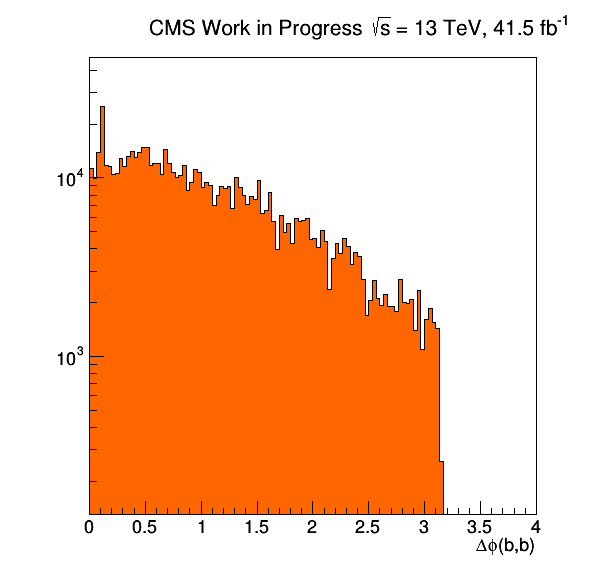 CMS Work in Progress √s = 13 TeV, 41.5 fb⁻¹
10⁴
10³
0 0.5 1 1.5 2 2.5 3 3.5 4
Δϕ(b,b)